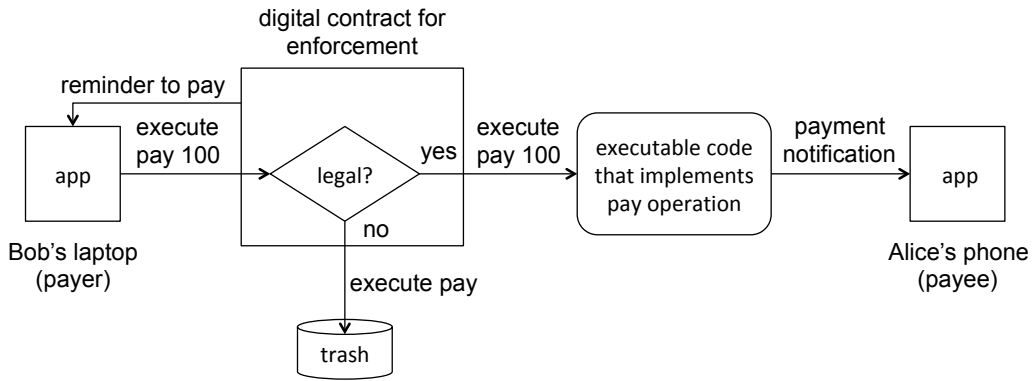 digital contract for
enforcement
reminder to pay
app
Bob's laptop
(payer)
execute
pay 100
legal?
yes
no
execute pay
trash
execute
pay 100
executable code
that implements
pay operation
payment
notification
app
Alice's phone
(payee)